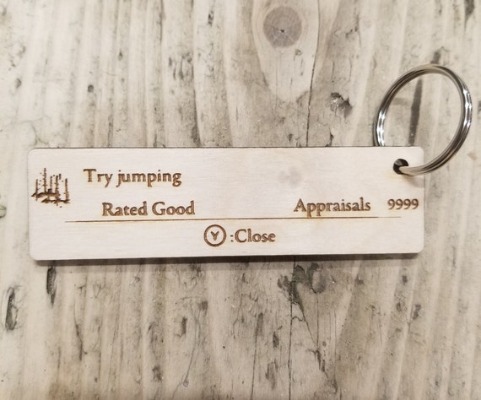 Try jumping
Rated Good Appraisals 9999
Y:Close